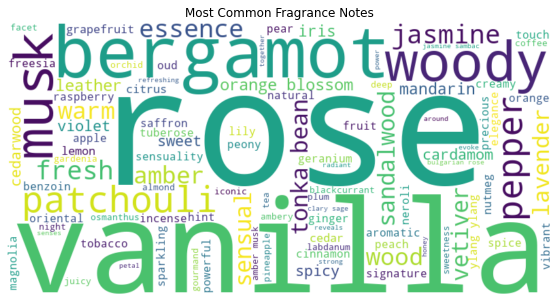 Most Common Fragrance Notes
facet
grapefruit
essence
pear
iris
jasmine
touch
coffee
freesia
orchid
oud
together
power
jasmine sambac
bergamot
woody
musk
leather
refreshing
citrus
orange blossom
deep
creamy
raspberry
natural
mandarin
orange
cedarwood
warm
saffron
rose
violet
tuberose
sweet
lily
fruit
around
precious
elegance
apple
peony
tonka bean
sandalwood
pepper
lavender
lemon
sensuality
geranium
cardamom
evoke
fresh
gardenia
amber
radiant
bulgarian rose
benzoin
almond
iconic
blackcurrant
patchouli
sensual
plum
neroli
vetiver
nutmeg
oriental
osmanthus
tea
clary sage
ylang ylang
night
incense
hint
ambery
ginger
aromatic
magnolia
senses
vanilla
reveals
cedar
peach
sweetness
spice
vibrant
tobacco
sparkling
gourmand
powerful
amber musk
pineapple
labdanum
cinnamon
wood
honey
juicy
petal
strong
spicy
signature